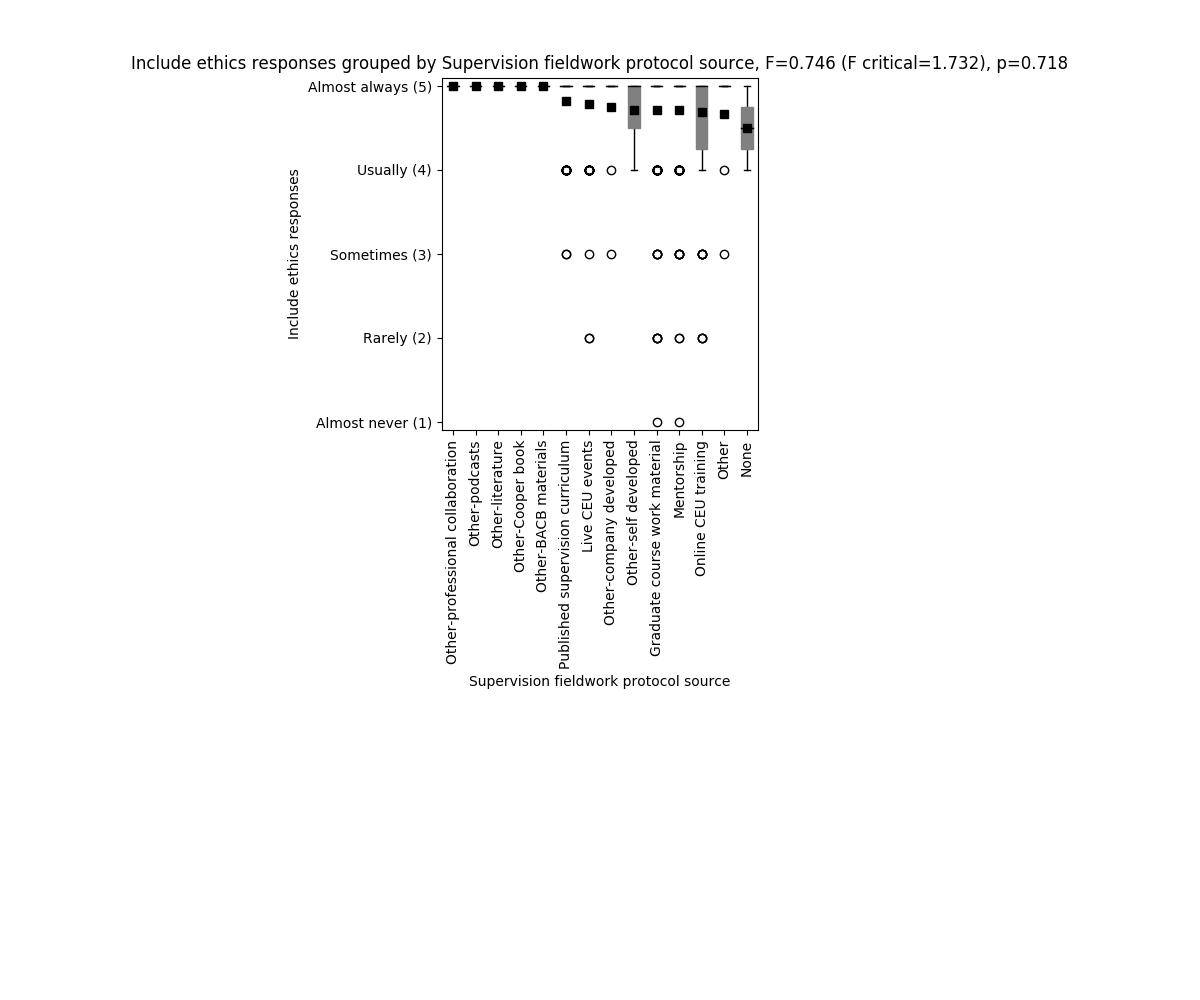 Include ethics responses grouped by Supervision fieldwork protocol source, F=0.746 (F critical=1.732), p=0.718
Almost always (5)
Usually (4)
Sometimes (3)
Rarely (2)
Almost never (1)
Include ethics responses
Other-professional collaboration
Other-podcasts
Other-literature
Other-Cooper book
Other-BACB materials
Published supervision curriculum
Live CEU events
Other-company developed
Other-self developed
Graduate course work material
Mentorship
Online CEU training
Other
None
Supervision fieldwork protocol source